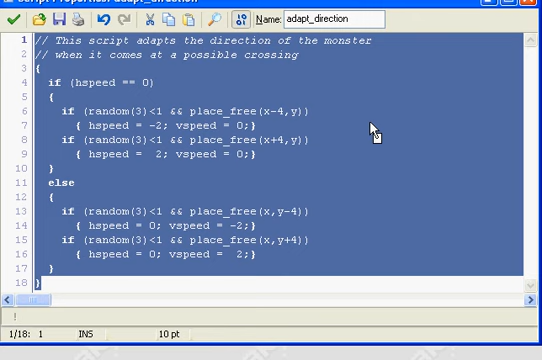 Script Properties: adapt_direction
Name: adapt_direction
1 // This script adapts the direction of the monster
2 // when it comes at a possible crossing
3 {
4 if (hspeed == 0)
5 {
6 if (random(3)<1 && place_free(x-4,y))
7 { hspeed = -2; vspeed = 0;}
8 if (random(3)<1 && place_free(x+4,y))
9 { hspeed =  2; vspeed = 0;}
10 }
11 else
12 {
13 if (random(3)<1 && place_free(x,y-4))
14 { hspeed = 0; vspeed = -2;}
15 if (random(3)<1 && place_free(x,y+4))
16 { hspeed = 0; vspeed =  2;}
17 }
18 }
!
1/18: 1 INS 10 pt